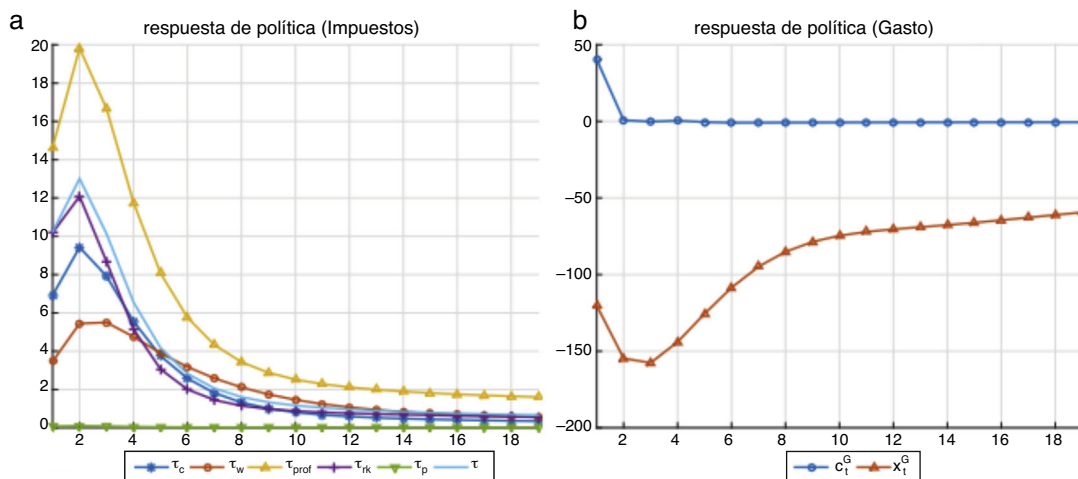 a
respuesta de política (Impuestos)
20
18
16
14
12
10
8
6
4
2
0
2 4 6 8 10 12 14 16 18
τc τw τprof τrk τp τ
b
respuesta de política (Gasto)
50
0
−50
−100
−150
−200
2 4 6 8 10 12 14 16 18
c_t^G x_t^G